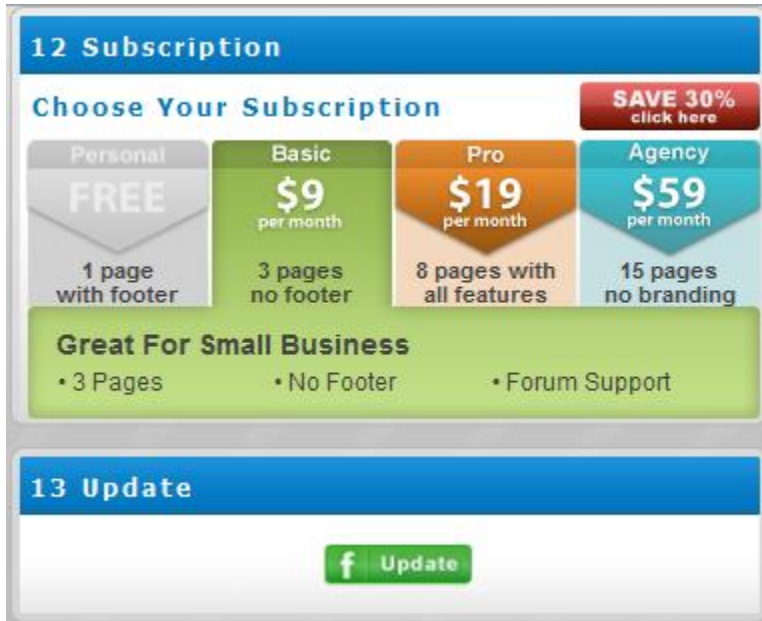 12 Subscription
Choose Your Subscription
SAVE 30%
click here
Personal
FREE
1 page
with footer
Basic
$9
per month
3 pages
no footer
Pro
$19
per month
8 pages with
all features
Agency
$59
per month
15 pages
no branding
Great For Small Business
• 3 Pages • No Footer • Forum Support
13 Update
f Update